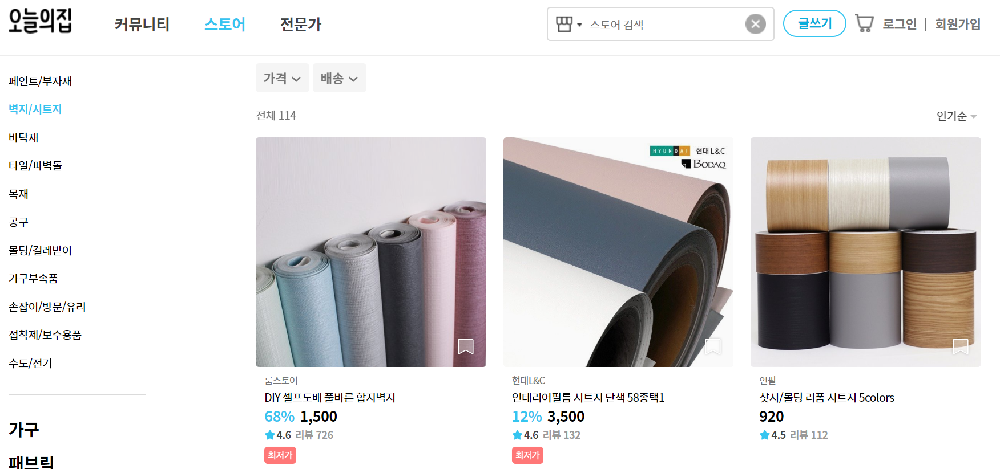 오늘의집 커뮤니티 스토어 전문가 스토어 검색 글쓰기 로그인 | 회원가입
페인트/부자재
벽지/시트지
바닥재
타일/파벽돌
목재
공구
몰딩/걸레받이
가구부속품
손잡이/방문/유리
접착제/보수용품
수도/전기
가구
패브릭
가격 배송
전체 114 인기순
HYUNDAI 현대 L&C
BODAQ
룸스토어
DIY 셀프도배 풀바른 합지벽지
68% 1,500
4.6 리뷰 726
최저가
현대L&C
인테리어필름 시트지 단색 58종택1
12% 3,500
4.6 리뷰 132
최저가
인필
샷시/몰딩 리폼 시트지 5colors
920
4.5 리뷰 112